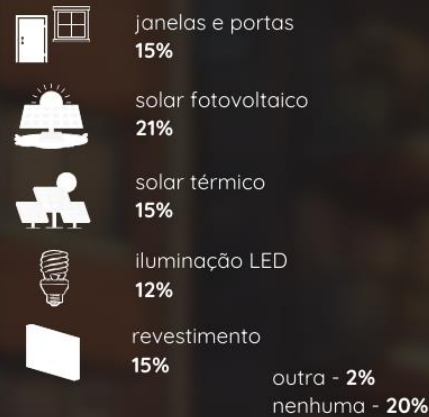 janelas e portas
15%
solar fotovoltaico
21%
solar térmico
15%
iluminação LED
12%
revestimento
15%
outra - 2%
nenhuma - 20%